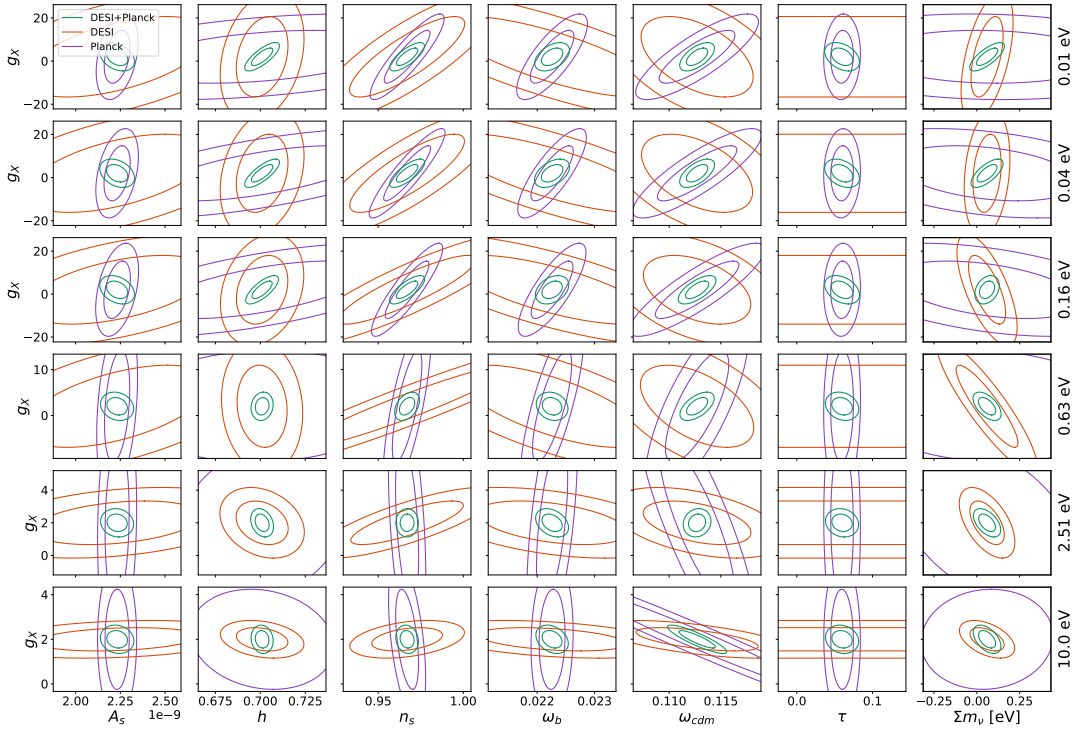 DESI+Planck
DESI
Planck
20
0
−20
g_X
0.01 eV
20
0
−20
g_X
0.04 eV
20
0
−20
g_X
0.16 eV
10
0
g_X
0.63 eV
4
2
0
g_X
2.51 eV
4
2
0
g_X
10.0 eV
2.00 2.25 2.50
1e−9
0.675 0.700 0.725
0.95 1.00
0.022 0.023
0.110 0.115
0.0 0.1
−0.25 0.00 0.25
A_s h n_s ω_b ω_cdm τ Σm_ν [eV]